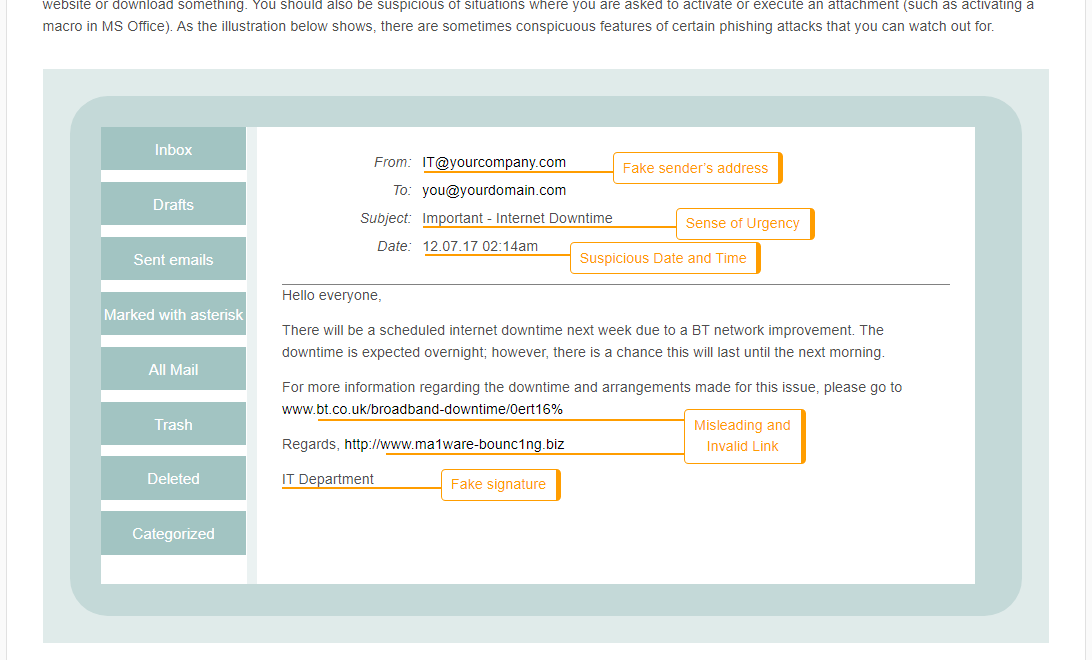 website or download something. You should also be suspicious of situations where you are asked to activate or execute an attachment (such as activating a
macro in MS Office). As the illustration below shows, there are sometimes conspicuous features of certain phishing attacks that you can watch out for.
Inbox
Drafts
Sent emails
Marked with asterisk
All Mail
Trash
Deleted
Categorized
From: IT@yourcompany.com
Fake sender's address
To: you@yourdomain.com
Subject: Important - Internet Downtime
Sense of Urgency
Date: 12.07.17 02:14am
Suspicious Date and Time
Hello everyone,
There will be a scheduled internet downtime next week due to a BT network improvement. The
downtime is expected overnight; however, there is a chance this will last until the next morning.
For more information regarding the downtime and arrangements made for this issue, please go to
www.bt.co.uk/broadband-downtime/0ert16%
Misleading and
Invalid Link
Regards, http://www.ma1ware-bounc1ng.biz
IT Department
Fake signature